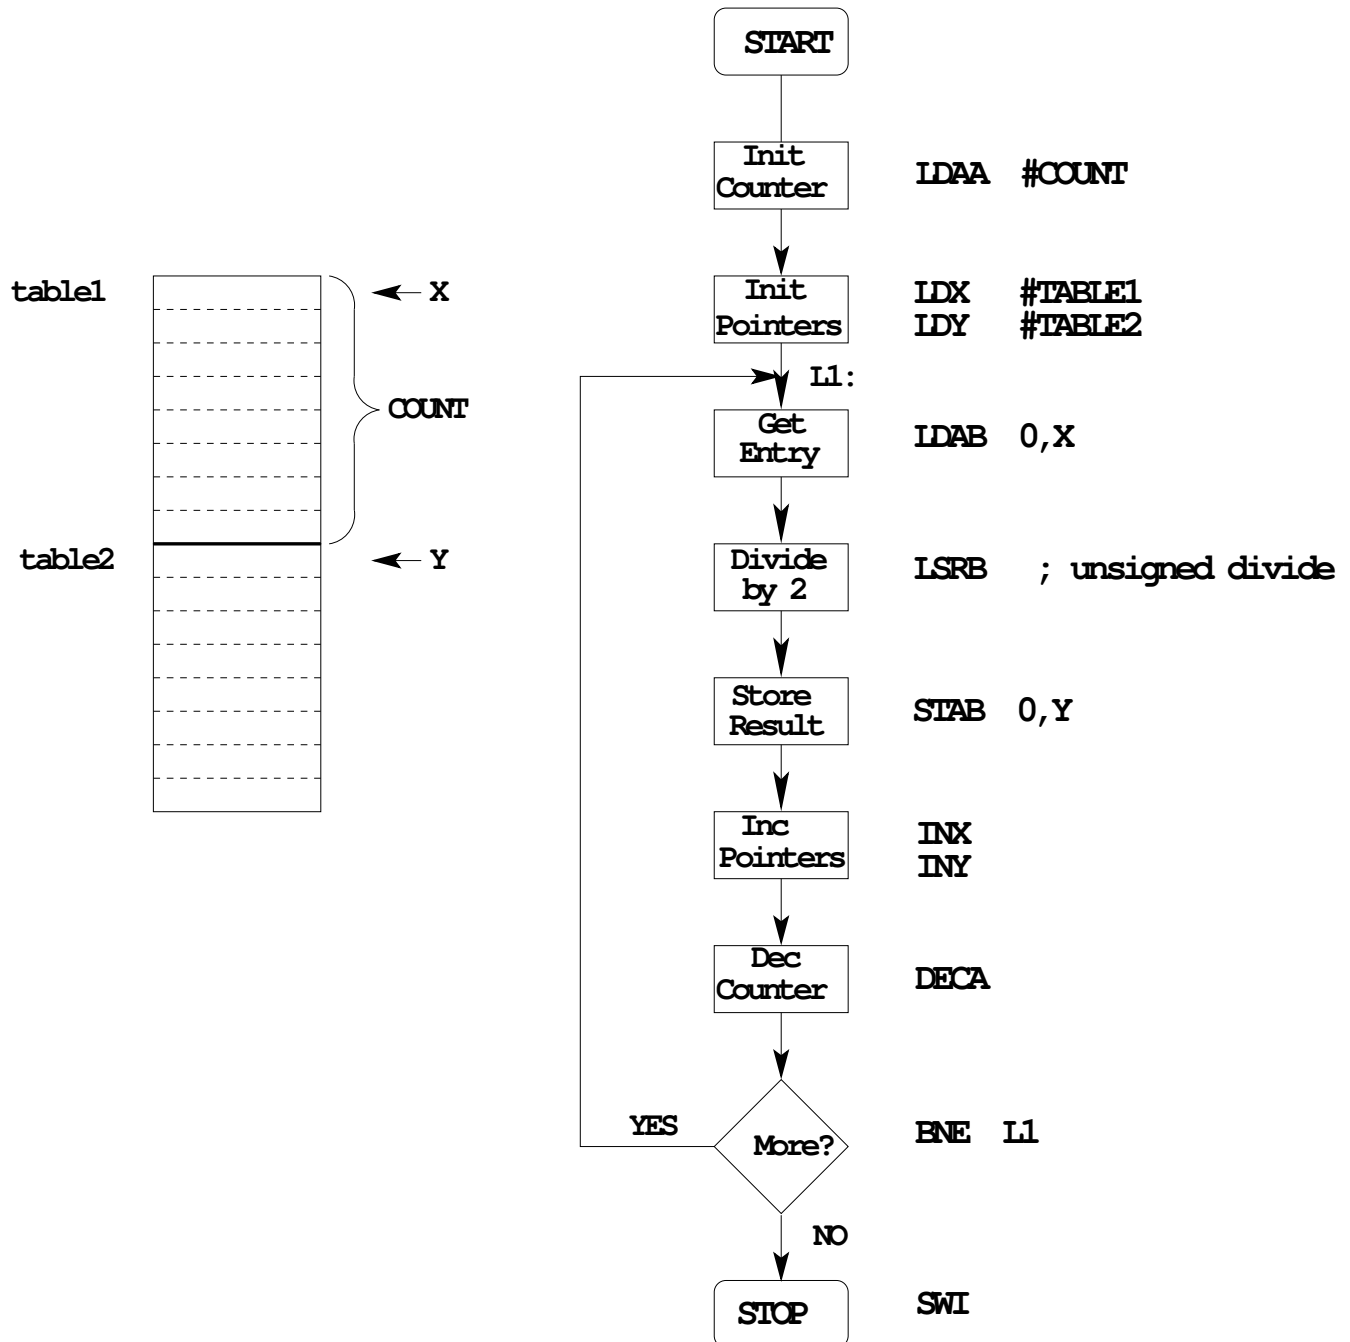 START
Init
Counter
LDAA #COUNT
table1
X
Init
Pointers
LDX #TABLE1
LDY #TABLE2
L1:
COUNT
Get
Entry
LDAB 0,X
table2
Y
Divide
by 2
LSRB ; unsigned divide
Store
Result
STAB 0,Y
Inc
Pointers
INX
INY
Dec
Counter
DECA
YES
More?
BNE L1
NO
STOP
SWI